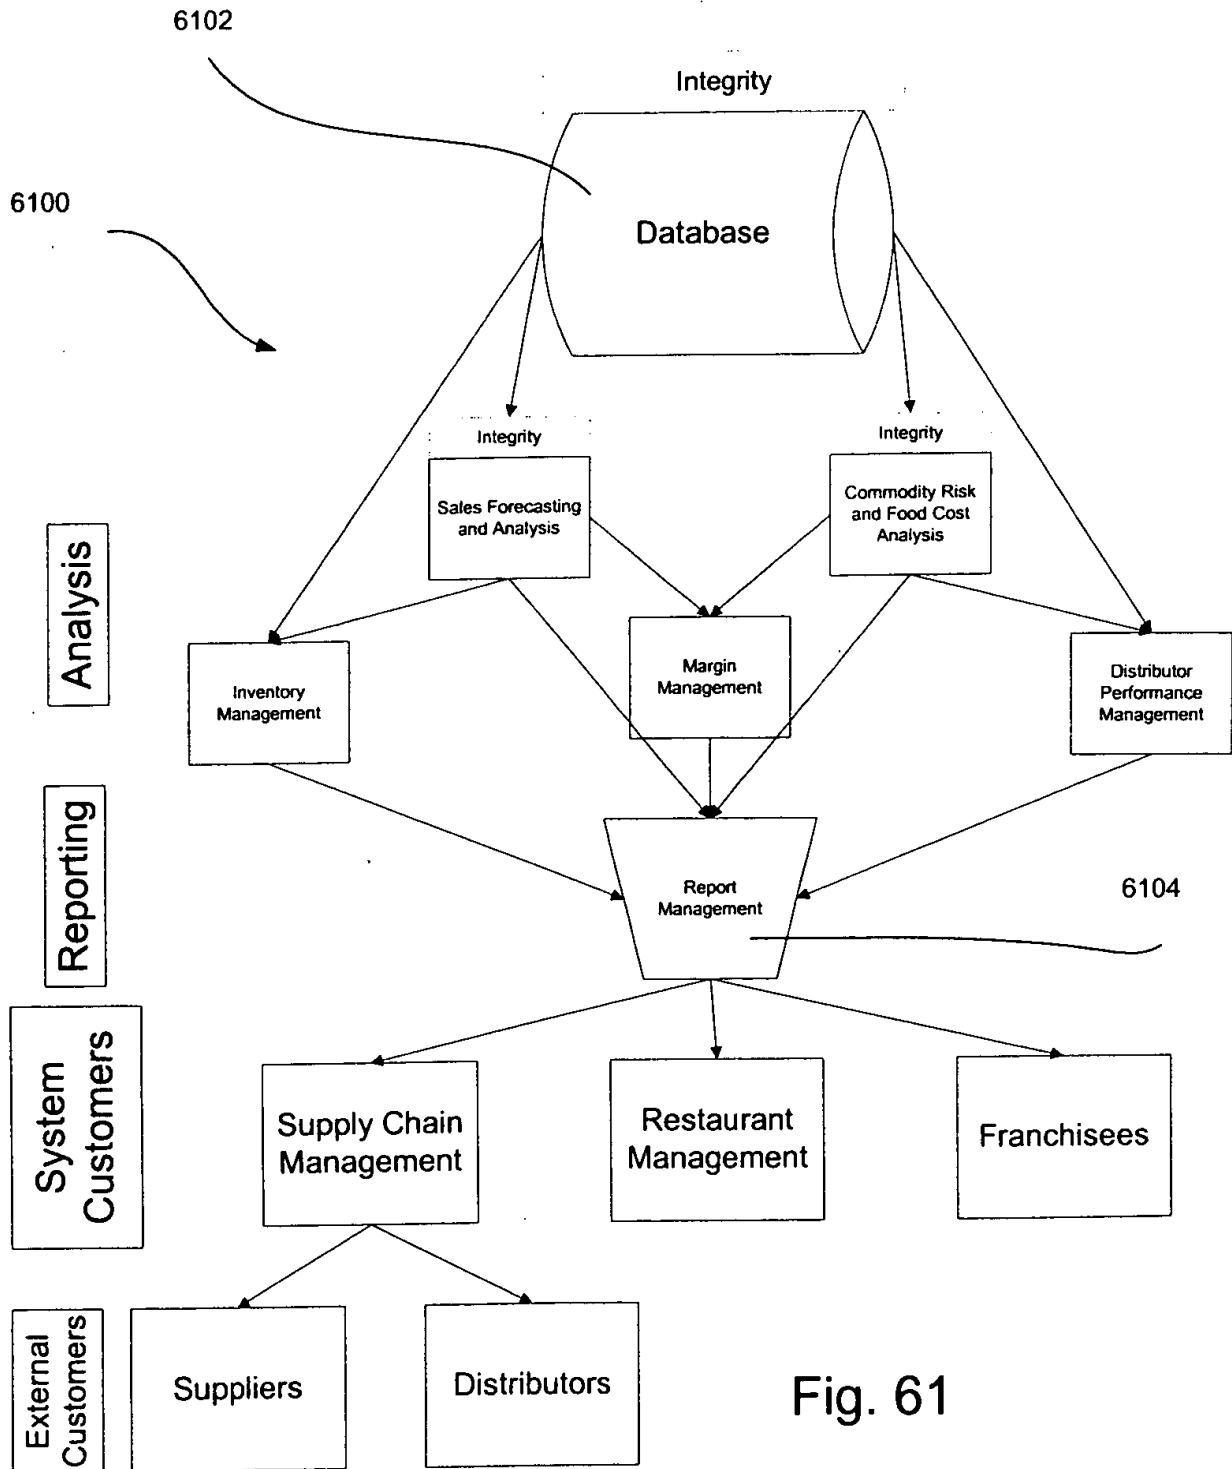 6102
Integrity
6100
Database
Integrity
Integrity
Sales Forecasting
and Analysis
Commodity Risk
and Food Cost
Analysis
Analysis
Inventory
Management
Margin
Management
Distributor
Performance
Management
Reporting
Report
Management
6104
System
Customers
Supply Chain
Management
Restaurant
Management
Franchisees
External
Customers
Suppliers
Distributors
Fig. 61